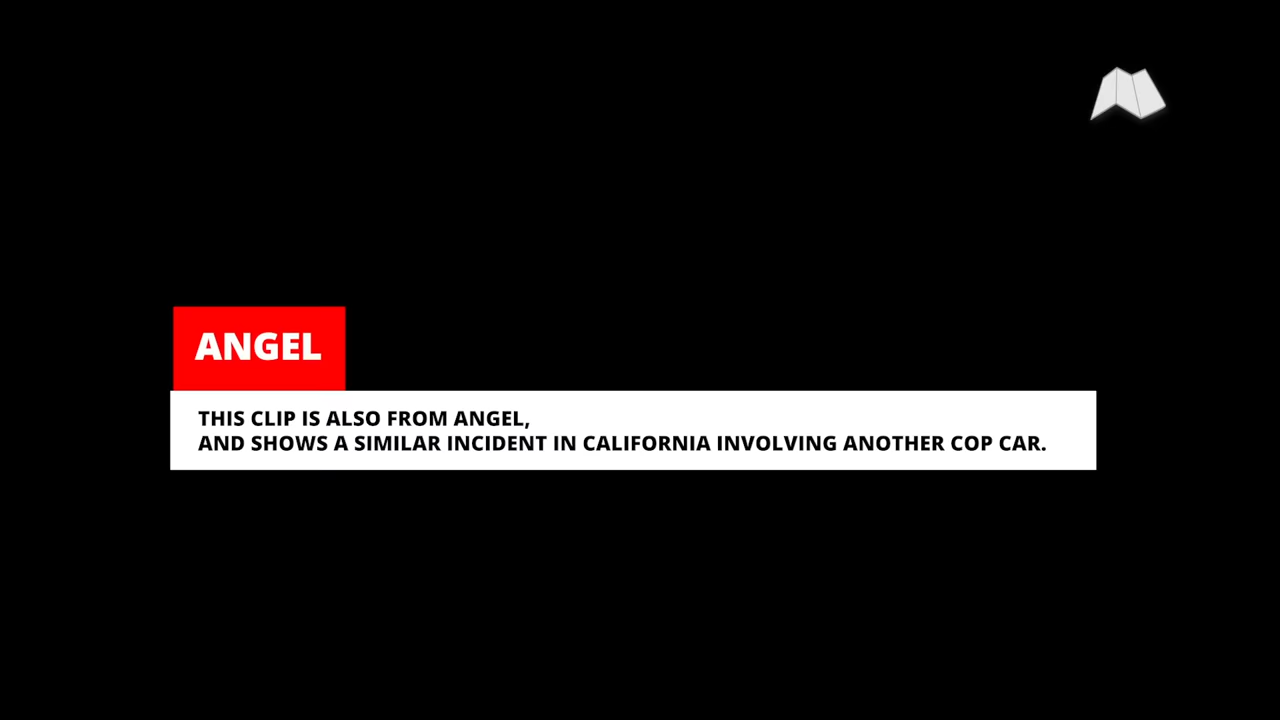 ANGEL
THIS CLIP IS ALSO FROM ANGEL,
AND SHOWS A SIMILAR INCIDENT IN CALIFORNIA INVOLVING ANOTHER COP CAR.